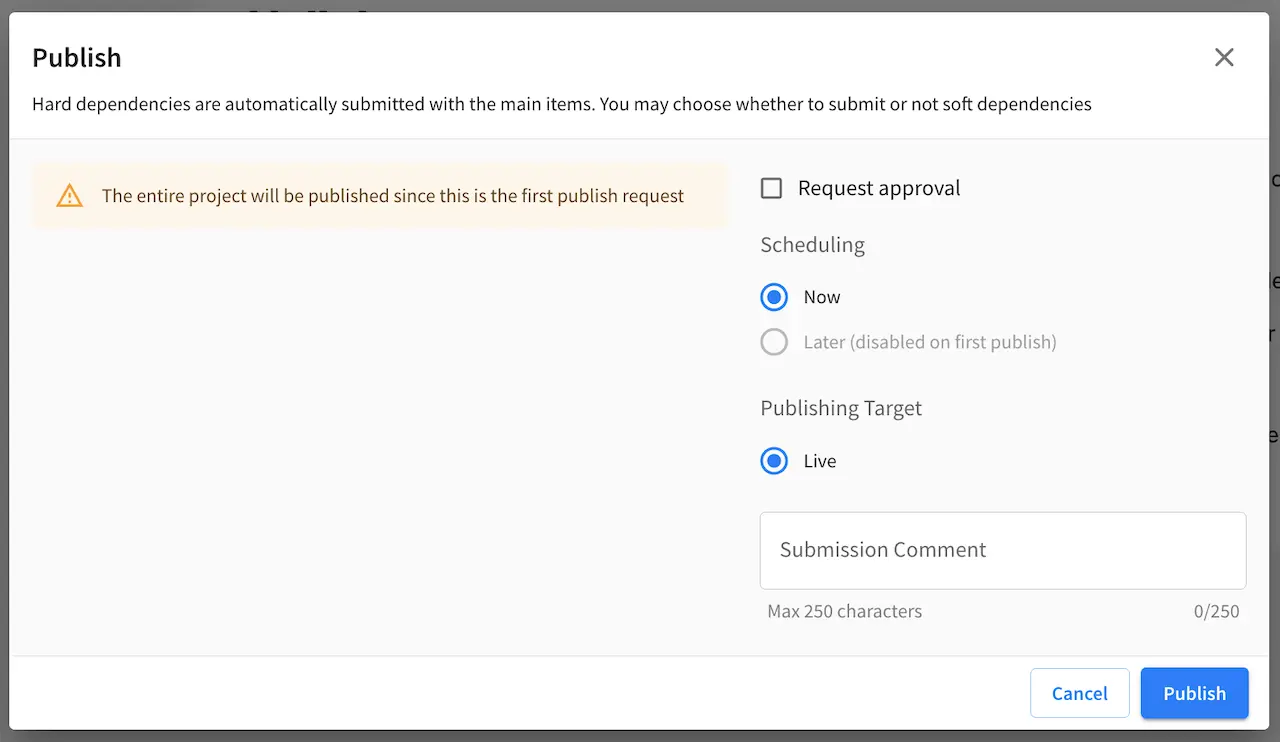 Publish
Hard dependencies are automatically submitted with the main items. You may choose whether to submit or not soft dependencies
The entire project will be published since this is the first publish request
Request approval
Scheduling
Now
Later (disabled on first publish)
Publishing Target
Live
Submission Comment
Max 250 characters
0/250
Cancel
Publish